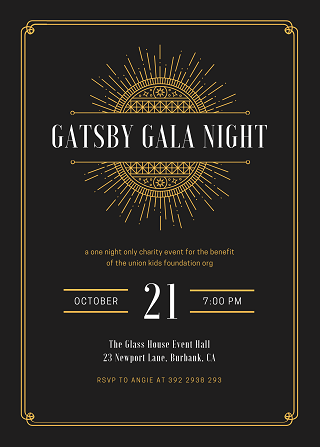 GATSBY GALA NIGHT
a one night only charity event for the benefit
of the union kids foundation org
OCTOBER 21 7:00 PM
The Glass House Event Hall
23 Newport Lane, Burbank, CA
RSVP TO ANGIE AT 392 2938 293